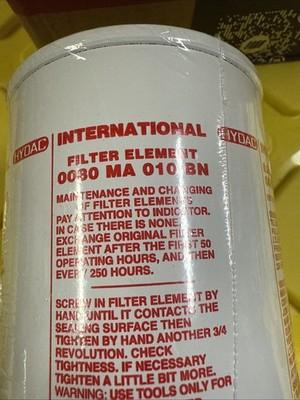 HYDAC
INTERNATIONAL
HYDAC
FILTER ELEMENT
0080 MA 010 BN
MAINTENANCE AND CHANGING
OF FILTER ELEMENTS
PAY ATTENTION TO INDICATOR.
IN CASE THERE IS NONE
EXCHANGE ORIGINAL FILTER
ELEMENT AFTER THE FIRST 50
OPERATING HOURS, AND THEN
EVERY 250 HOURS.
SCREW IN FILTER ELEMENT BY
HAND UNTIL IT CONTACTS THE
SEALING SURFACE THEN
TIGHTEN BY HAND ANOTHER 3/4
REVOLUTION. CHECK
TIGHTNESS. IF NECESSARY
TIGHTEN A LITTLE BIT MORE.
WARNING: USE TOOLS ONLY FOR